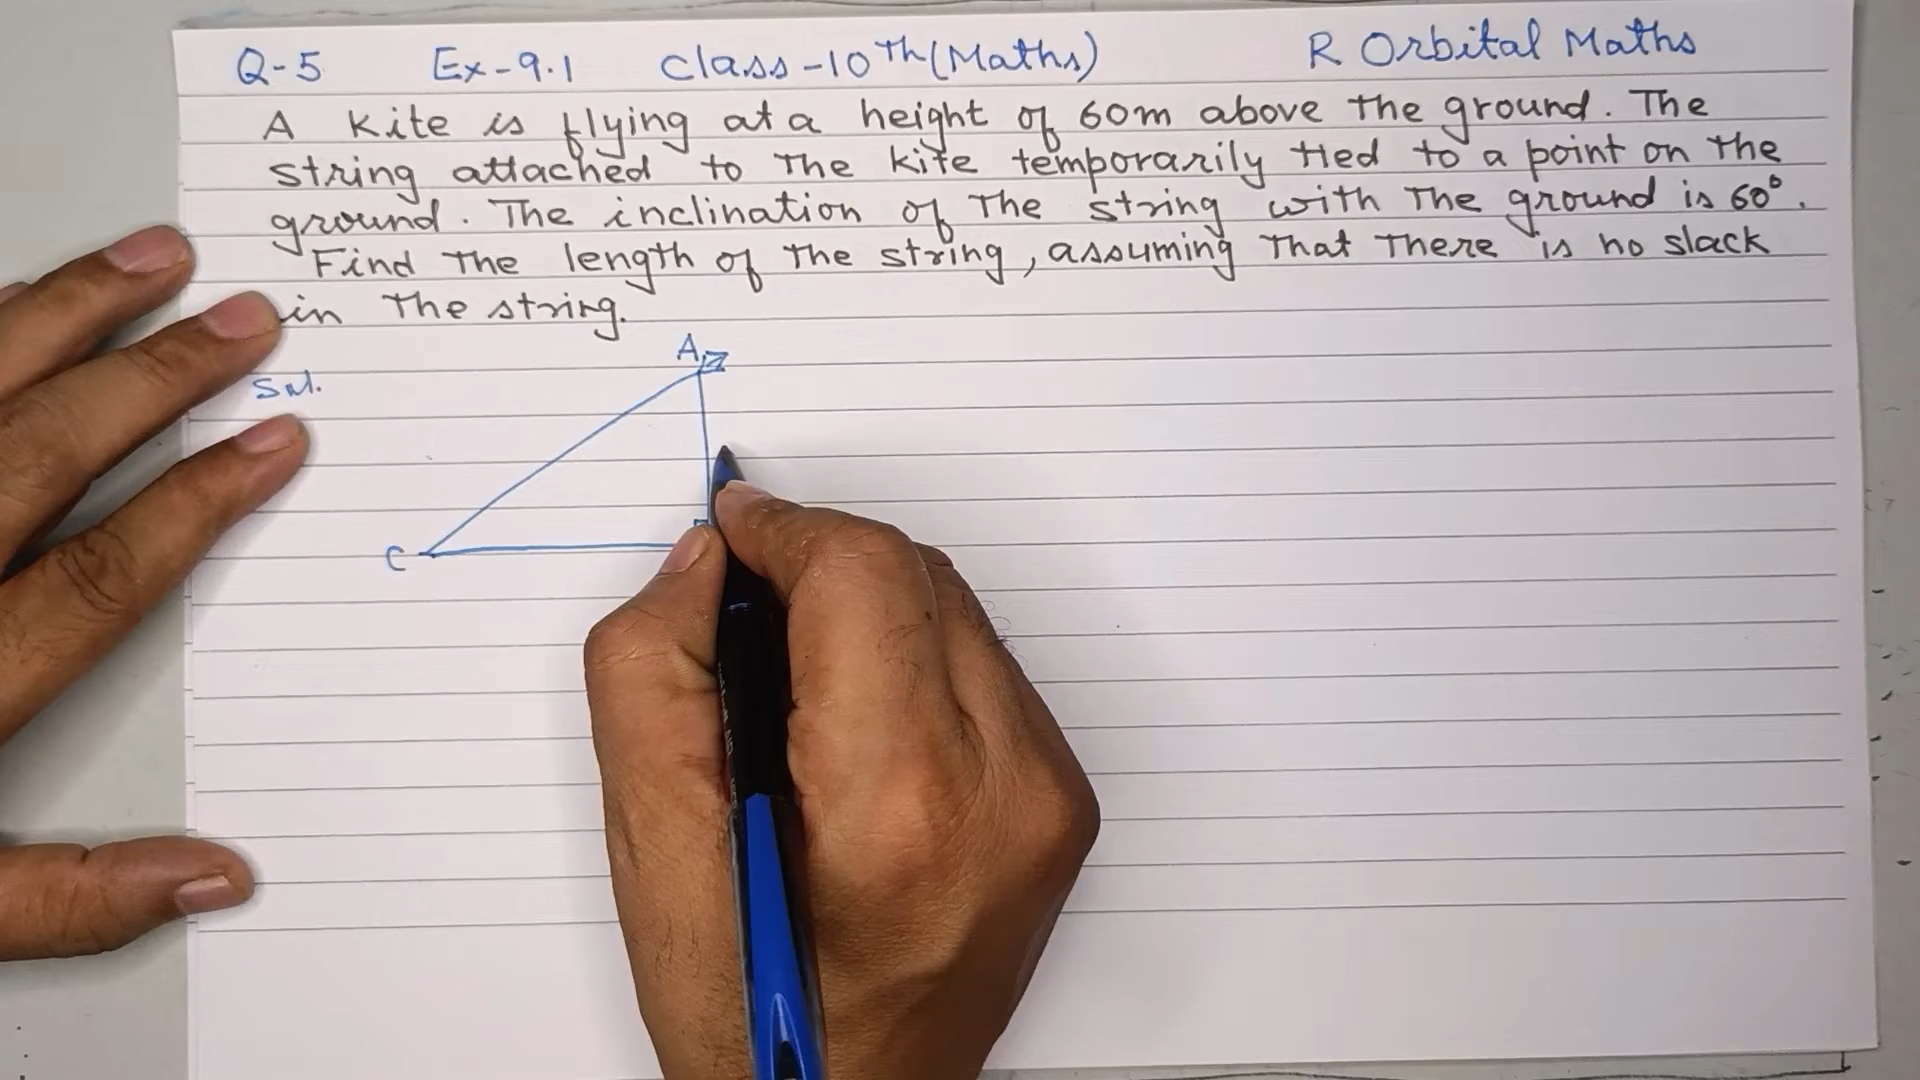 Q-5 Ex-9.1 Class-10Th (Maths) R Orbital Maths
A Kite is flying at a height of 60m above The ground. The
string attached to The kite temporarily tied to a point on The
ground. The inclination of The string with The ground is 60°.
Find The length of The string, assuming That There is no slack
in The string.
A
Sol.
C